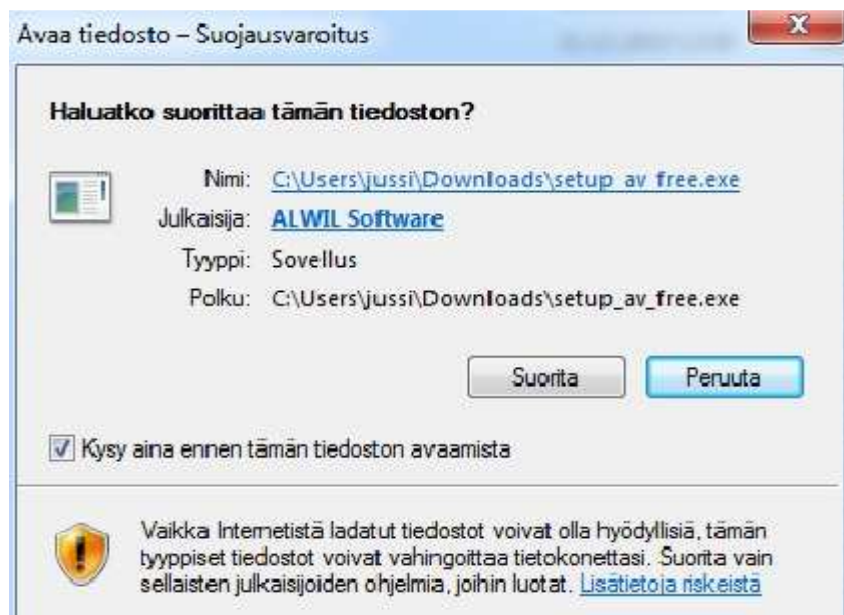 Avaa tiedosto – Suojausvaroitus
Haluatko suorittaa tämän tiedoston?
Nimi: C:\Users\jussi\Downloads\setup_av_free.exe
Julkaisija: ALWIL Software
Tyyppi: Sovellus
Polku: C:\Users\jussi\Downloads\setup_av_free.exe
Suorita Peruuta
Kysy aina ennen tämän tiedoston avaamista
Vaikka Internetistä ladatut tiedostot voivat olla hyödyllisiä, tämän
tyyppiset tiedostot voivat vahingoittaa tietokonettasi. Suorita vain
sellaisten julkaisijoiden ohjelmia, joihin luotat. Lisätietoja riskeistä